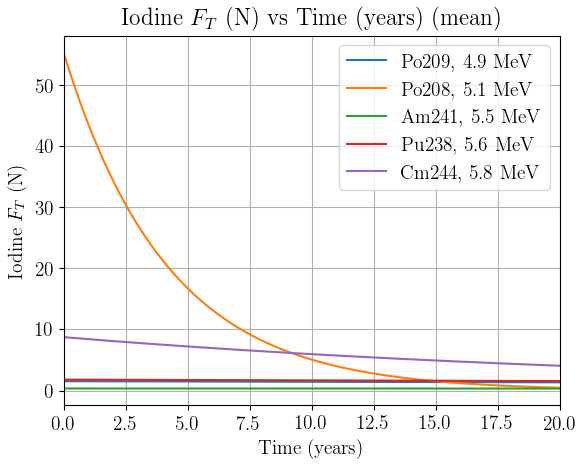 Iodine F_T (N) vs Time (years) (mean)
Po209, 4.9 MeV
Po208, 5.1 MeV
Am241, 5.5 MeV
Pu238, 5.6 MeV
Cm244, 5.8 MeV
Iodine F_T (N)
50
40
30
20
10
0
0.0 2.5 5.0 7.5 10.0 12.5 15.0 17.5 20.0
Time (years)